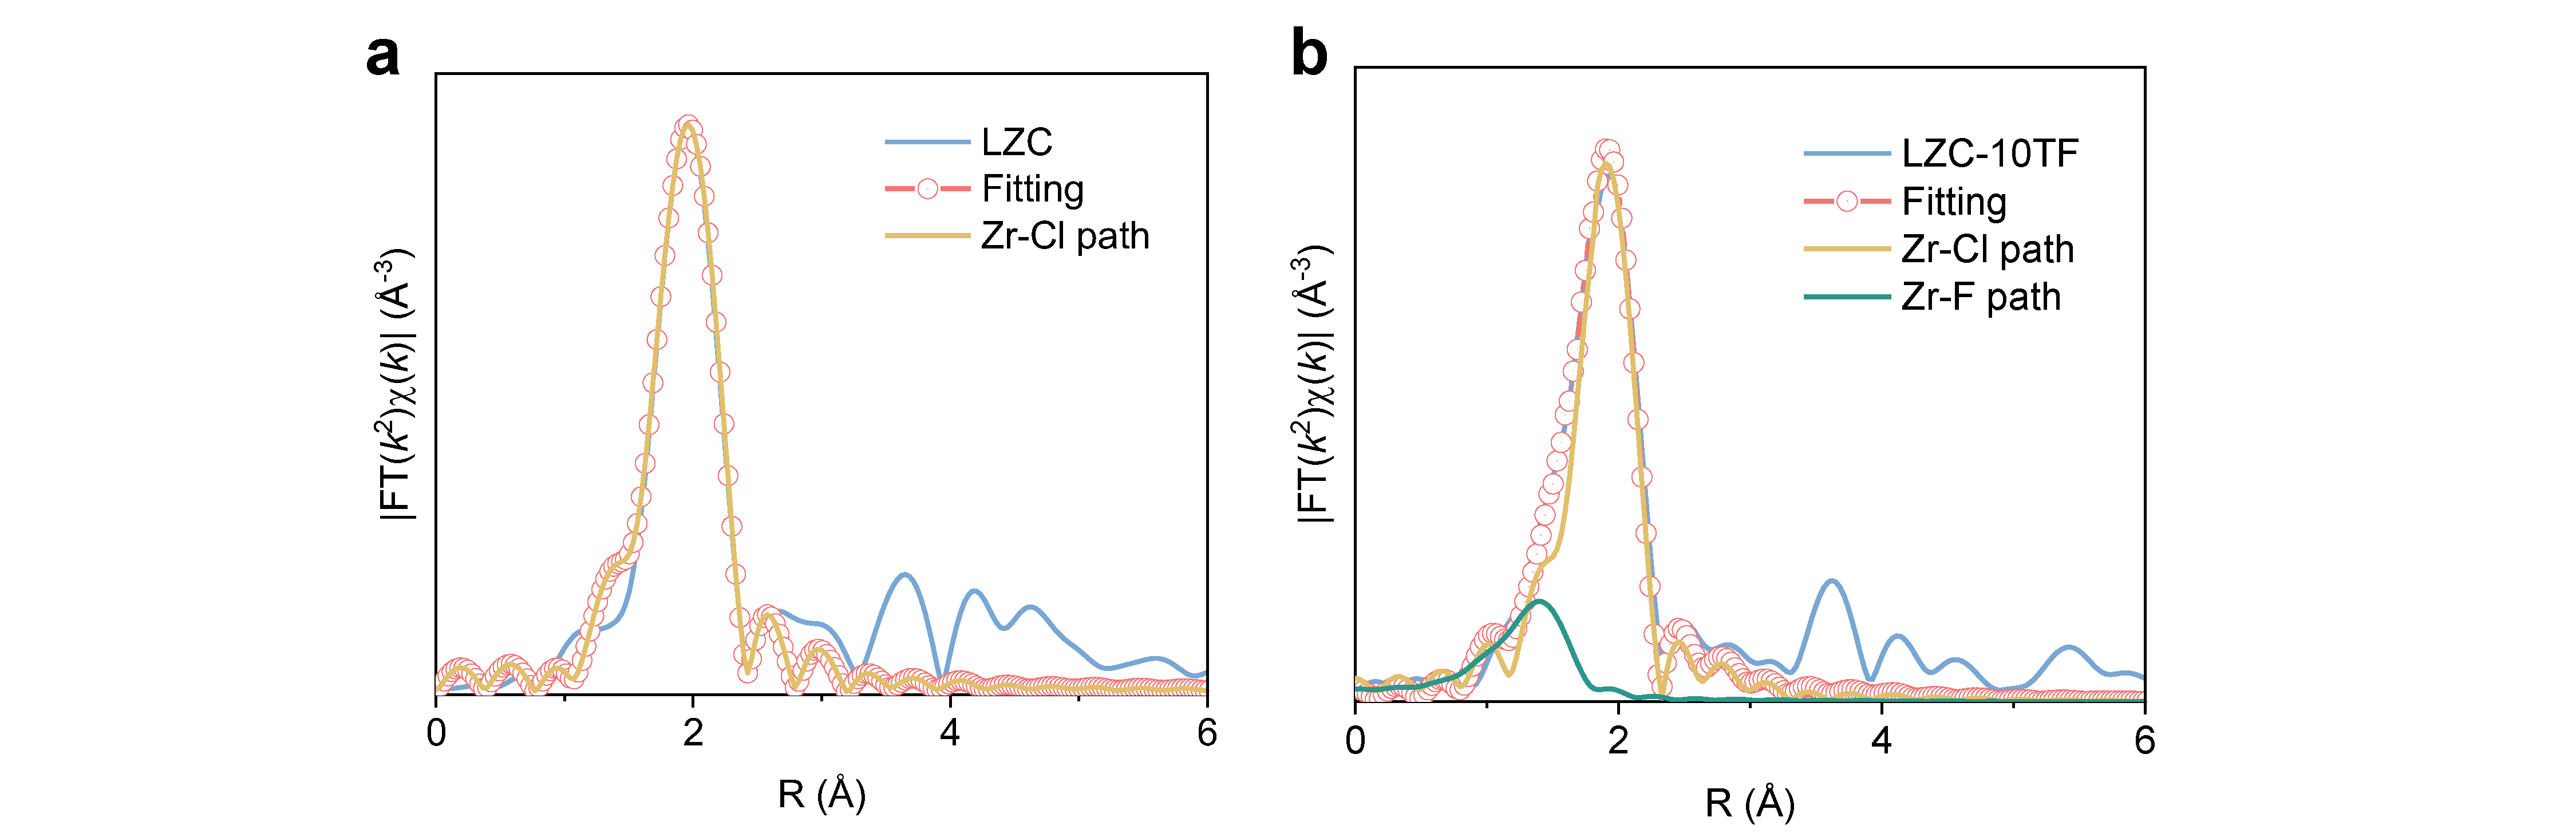 a
LZC
Fitting
Zr-Cl path
|FT(k²)χ(k)| (Å⁻³)
0 2 4 6
R (Å)
b
LZC-10TF
Fitting
Zr-Cl path
Zr-F path
|FT(k²)χ(k)| (Å⁻³)
0 2 4 6
R (Å)